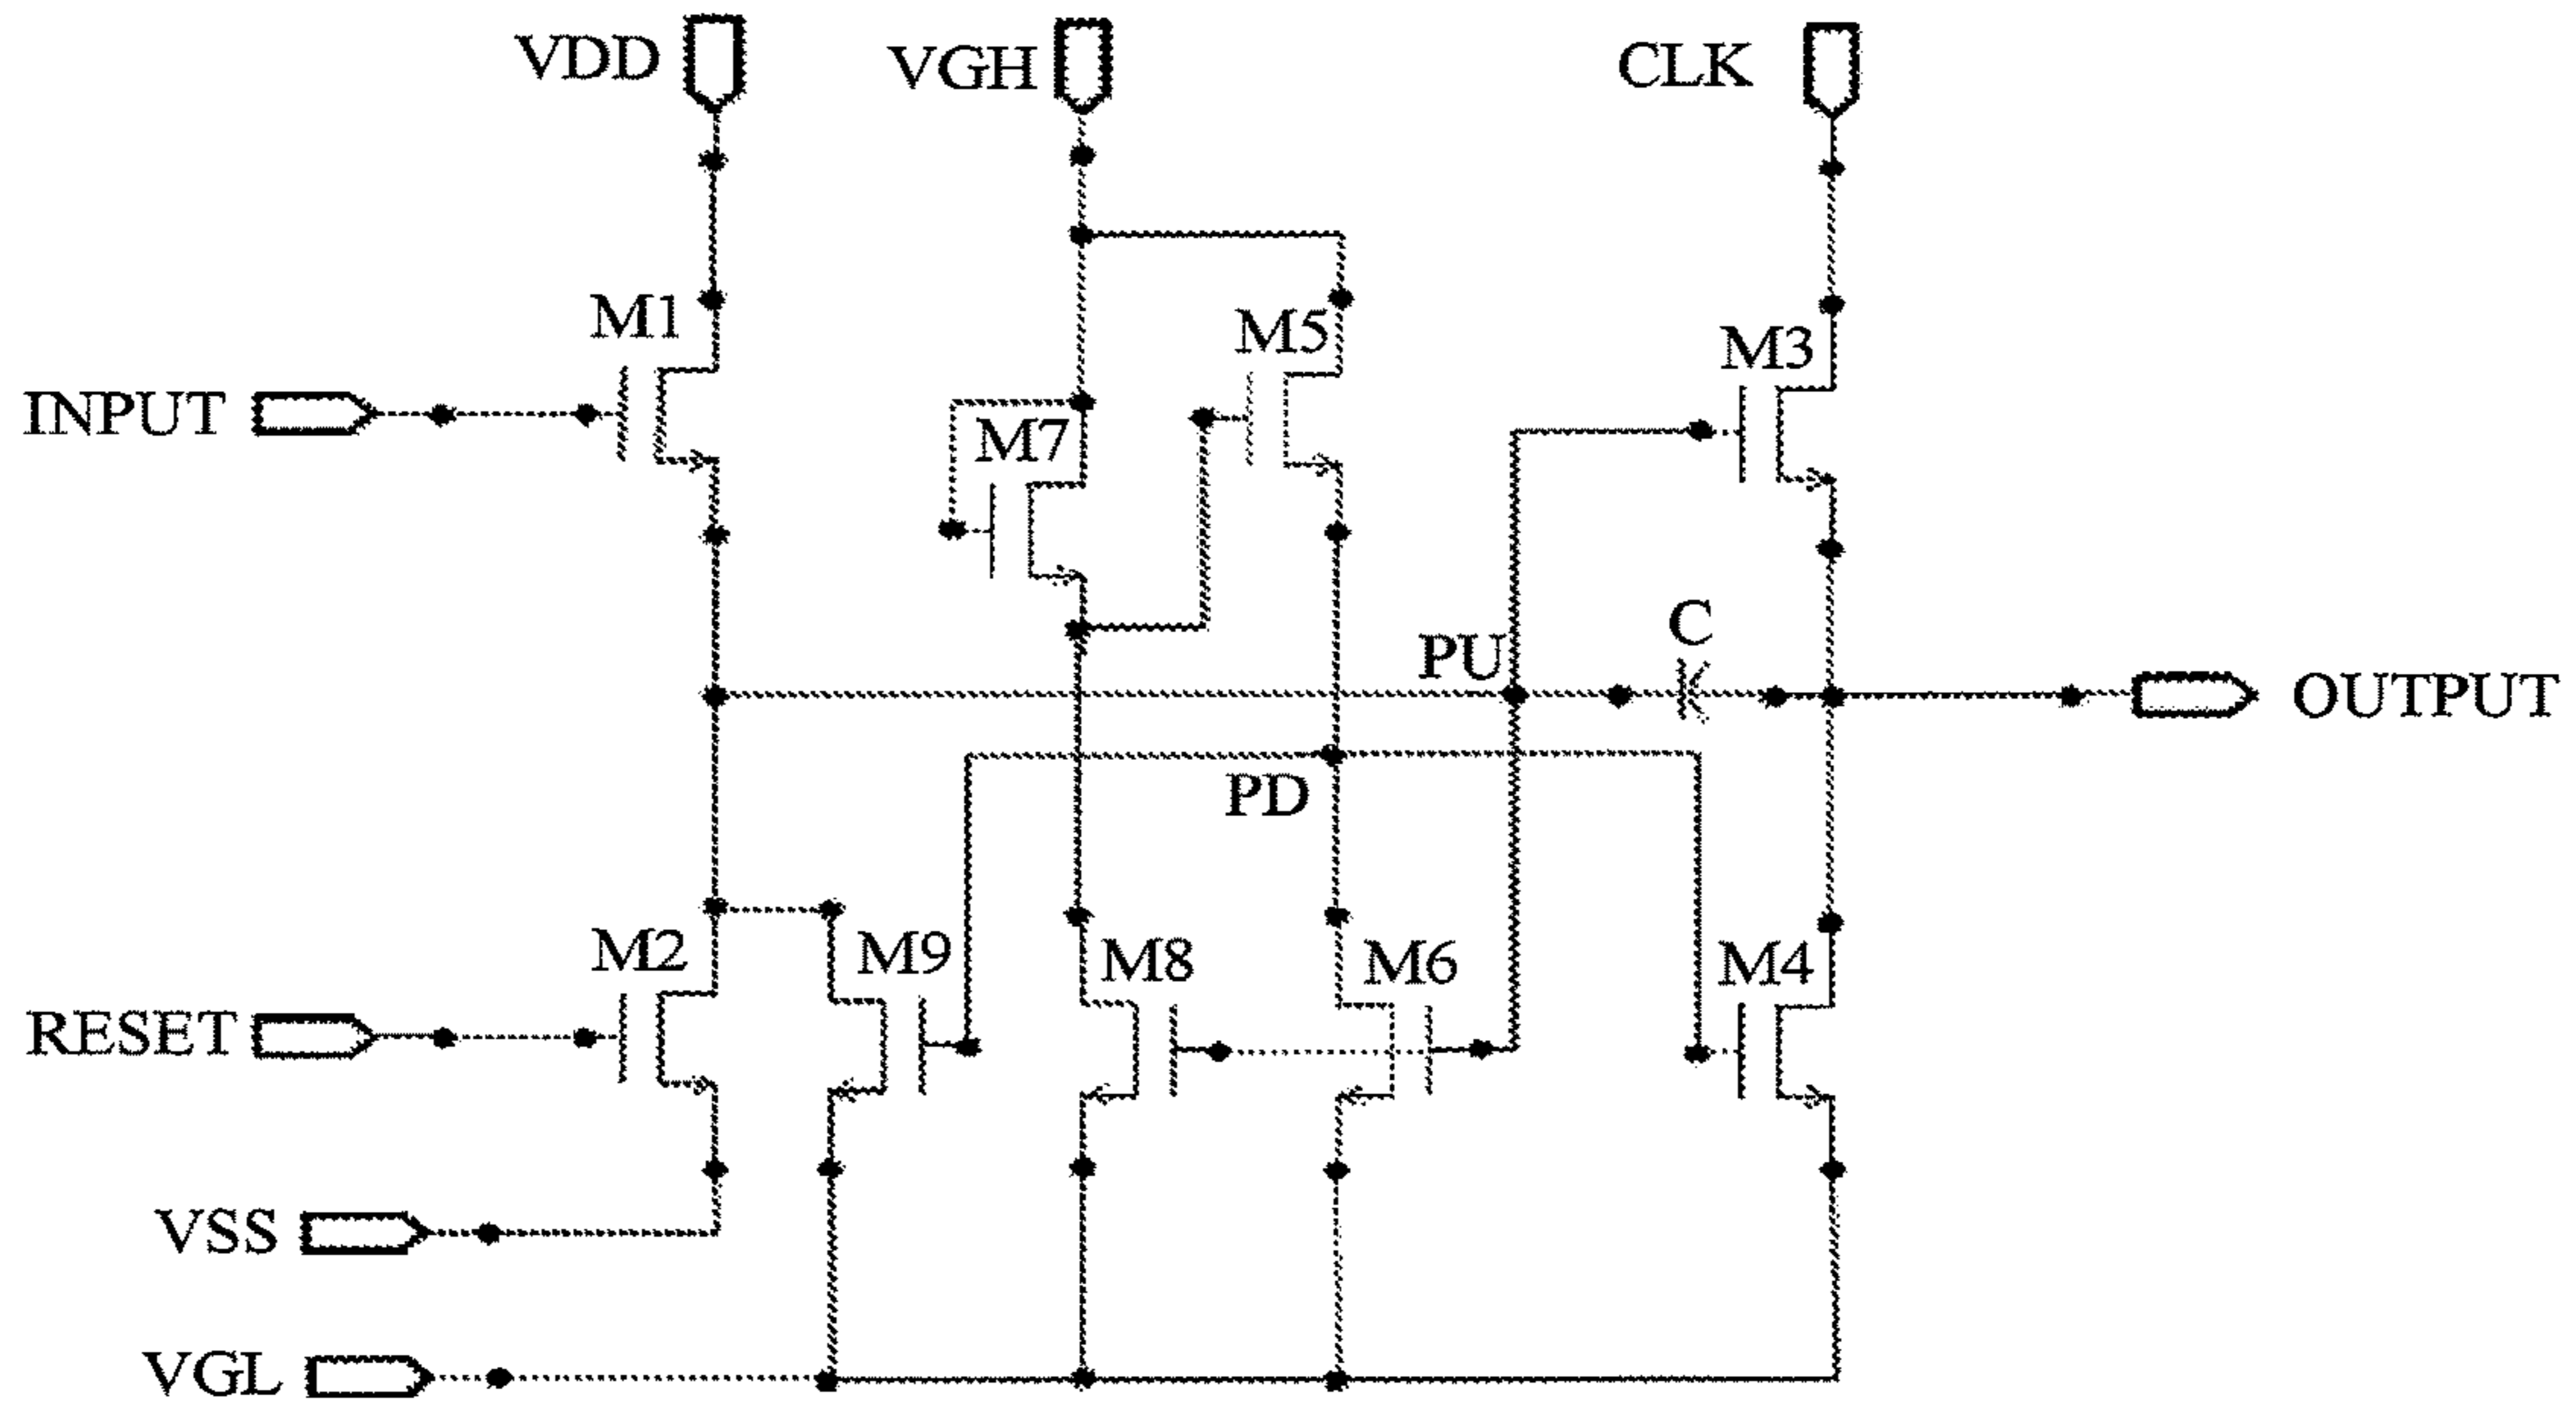 VDD
VGH
CLK
M1
M5
M3
INPUT
M7
C
PU
OUTPUT
PD
M2
M9
M8
M6
M4
RESET
VSS
VGL